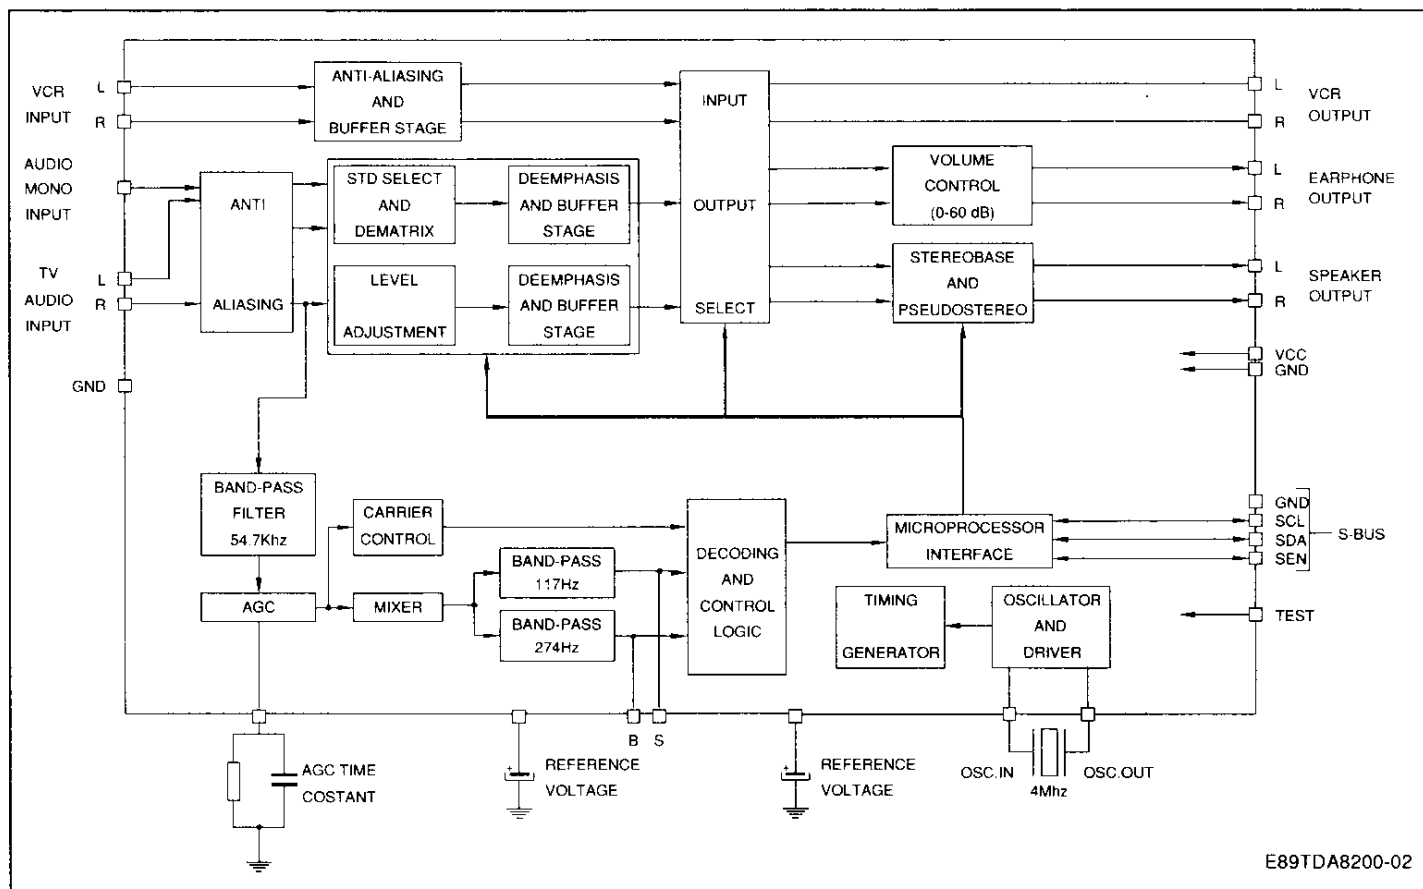 VCR
INPUT
L
R
ANTI-ALIASING
AND
BUFFER STAGE
INPUT
OUTPUT
SELECT
L
R
VCR
OUTPUT
AUDIO
MONO
INPUT
ANTI
ALIASING
STD SELECT
AND
DEMATRIX
DEEMPHASIS
AND BUFFER
STAGE
VOLUME
CONTROL
(0-60 dB)
L
R
EARPHONE
OUTPUT
TV
AUDIO
INPUT
L
R
LEVEL
ADJUSTMENT
DEEMPHASIS
AND BUFFER
STAGE
STEREOBASE
AND
PSEUDOSTEREO
L
R
SPEAKER
OUTPUT
GND
VCC
GND
BAND-PASS
FILTER
54.7Khz
CARRIER
CONTROL
AGC
MIXER
BAND-PASS
117Hz
BAND-PASS
274Hz
DECODING
AND
CONTROL
LOGIC
MICROPROCESSOR
INTERFACE
GND
SCL
SDA
SEN
S-BUS
TIMING
GENERATOR
OSCILLATOR
AND
DRIVER
TEST
AGC TIME
COSTANT
+
REFERENCE
VOLTAGE
B
S
+
REFERENCE
VOLTAGE
OSC.IN
OSC.OUT
4Mhz
E89TDA8200-02